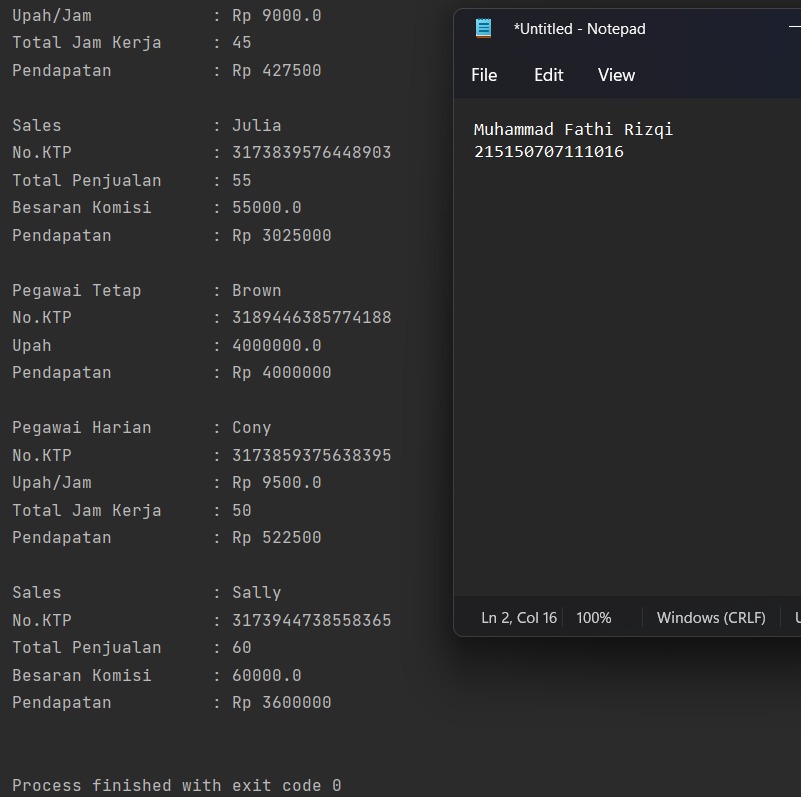 Upah/Jam : Rp 9000.0
Total Jam Kerja : 45
Pendapatan : Rp 427500
Sales : Julia
No.KTP : 3173839576448903
Total Penjualan : 55
Besaran Komisi : 55000.0
Pendapatan : Rp 3025000
Pegawai Tetap : Brown
No.KTP : 3189446385774188
Upah : 4000000.0
Pendapatan : Rp 4000000
Pegawai Harian : Cony
No.KTP : 3173859375638395
Upah/Jam : Rp 9500.0
Total Jam Kerja : 50
Pendapatan : Rp 522500
Sales : Sally
No.KTP : 3173944738558365
Total Penjualan : 60
Besaran Komisi : 60000.0
Pendapatan : Rp 3600000
Process finished with exit code 0
*Untitled - Notepad
File Edit View
Muhammad Fathi Rizqi
215150707111016
Ln 2, Col 16 100% Windows (CRLF)